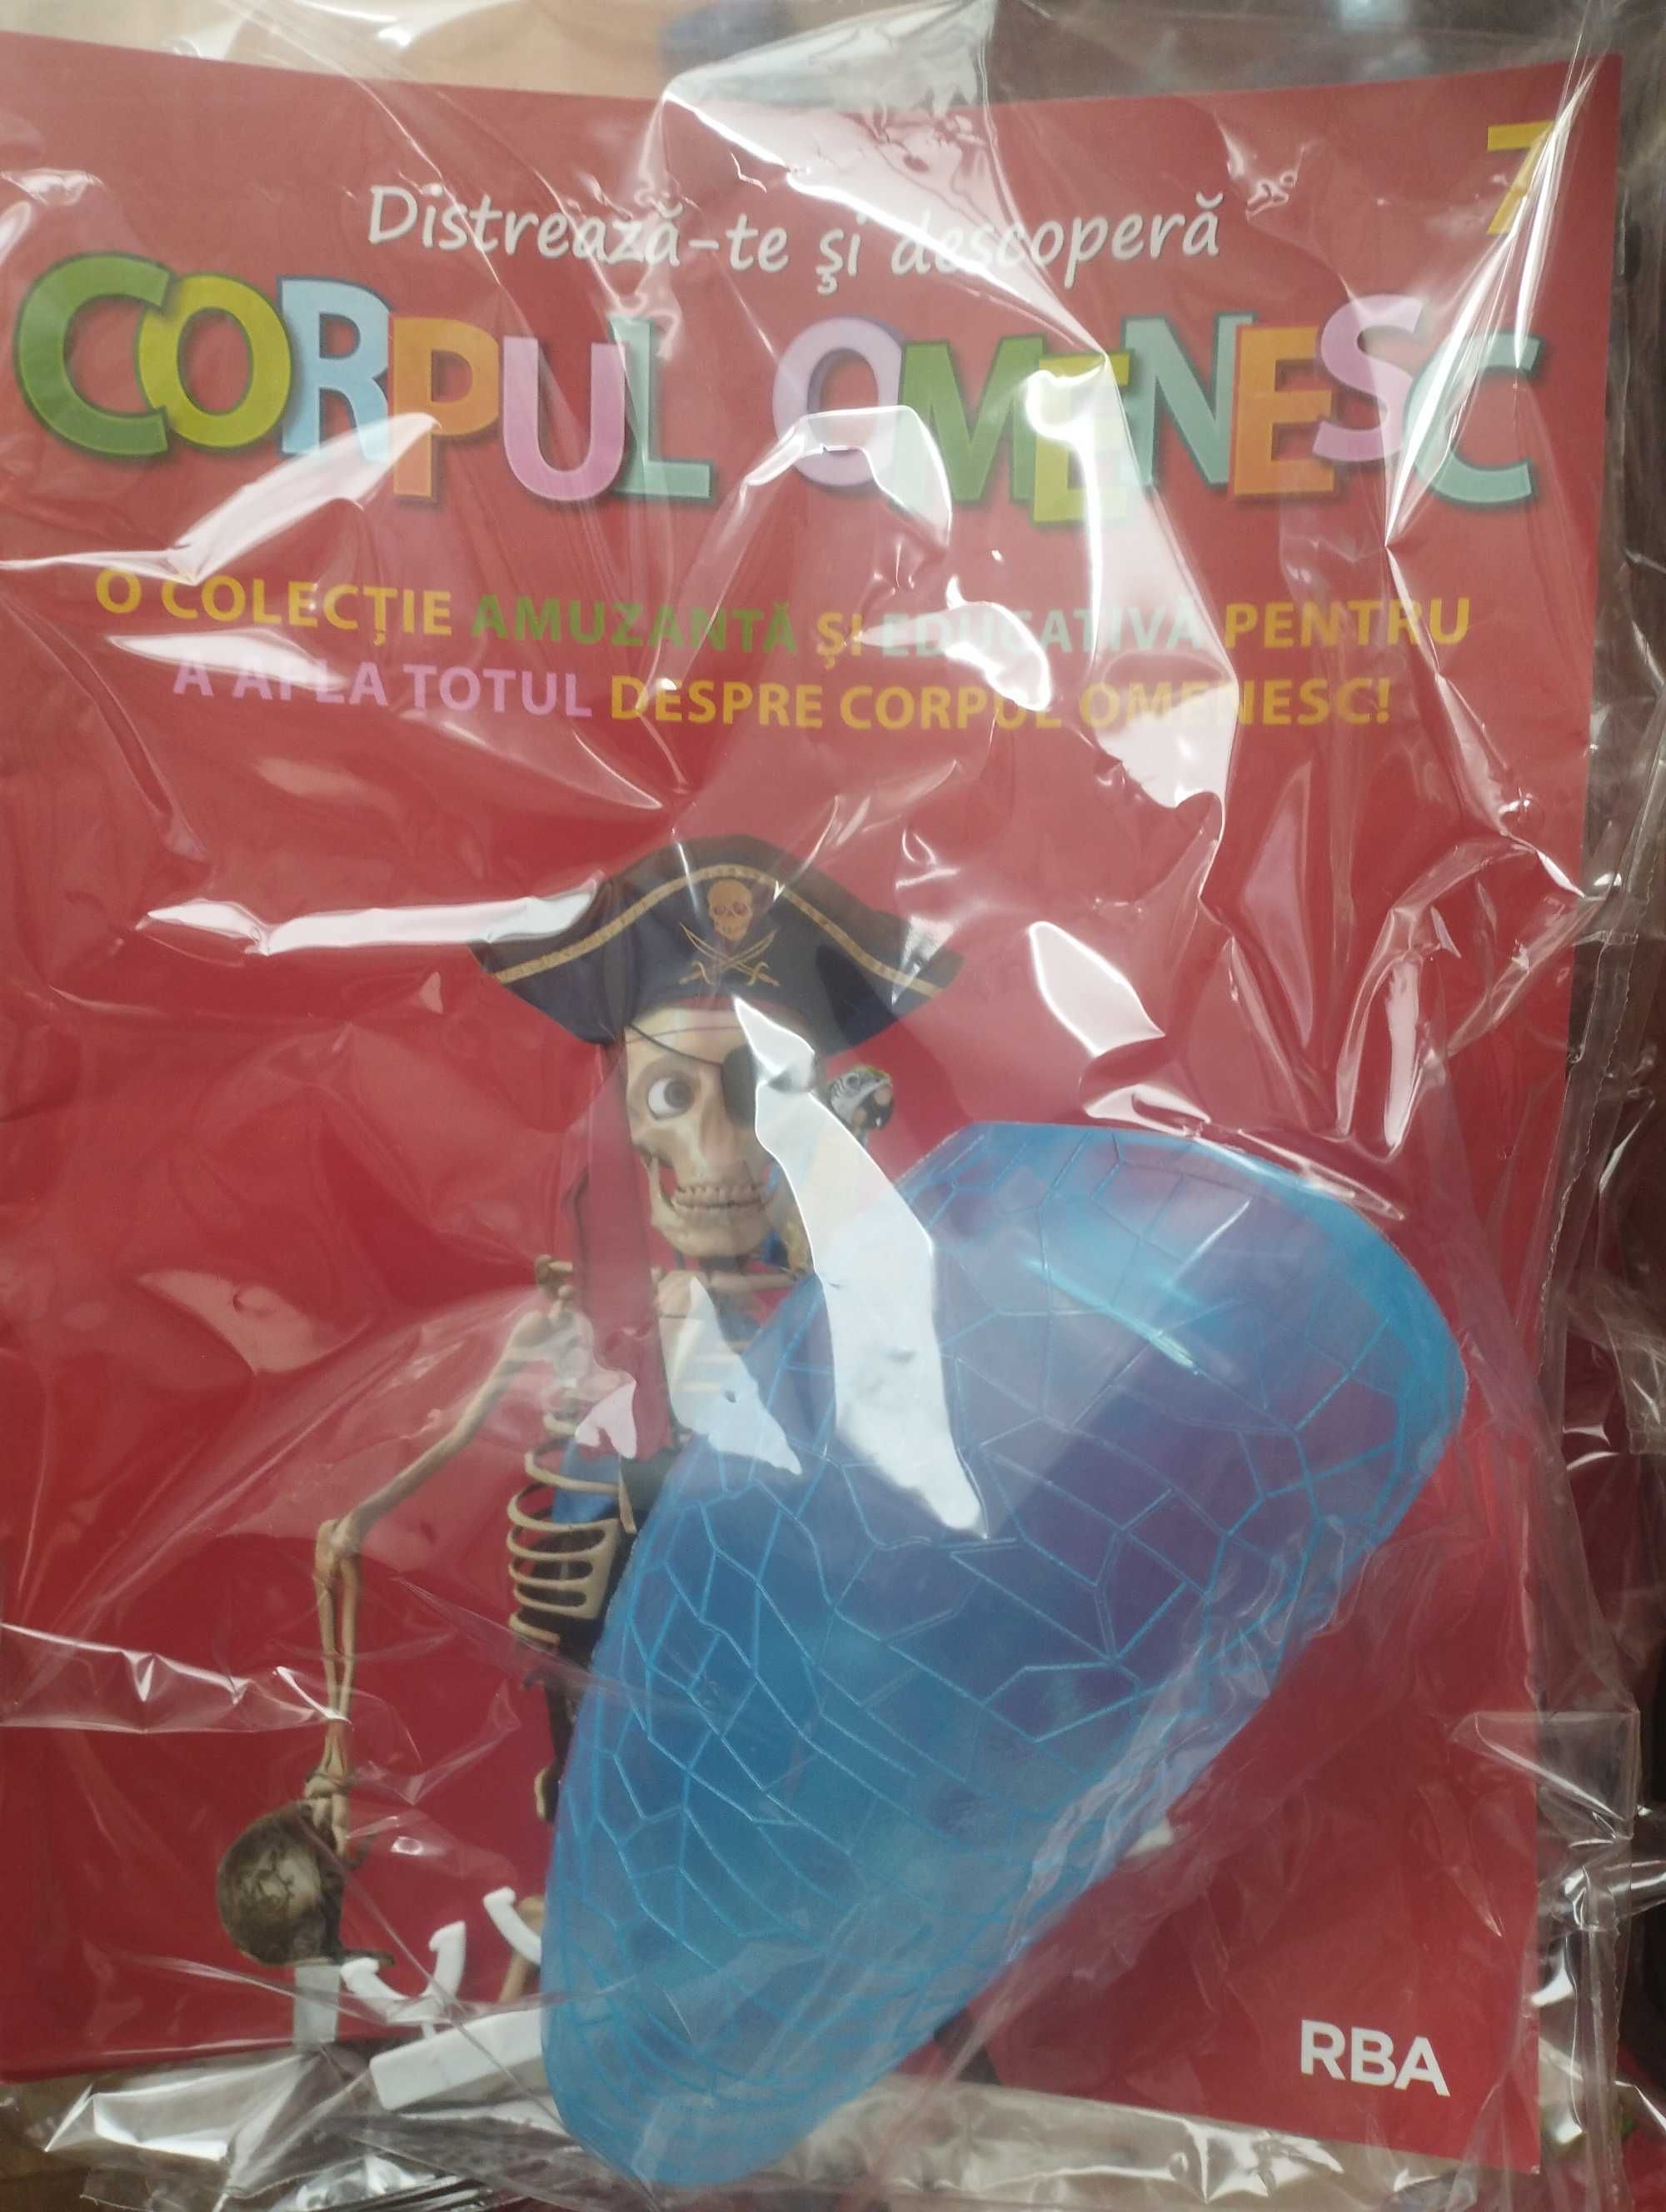 7
Distrează-te și descoperă
CORPUL OMENESC
O COLECȚIE AMUZANTĂ ȘI EDUCATIVĂ PENTRU
A AFLA TOTUL DESPRE CORPUL OMENESC!
RBA